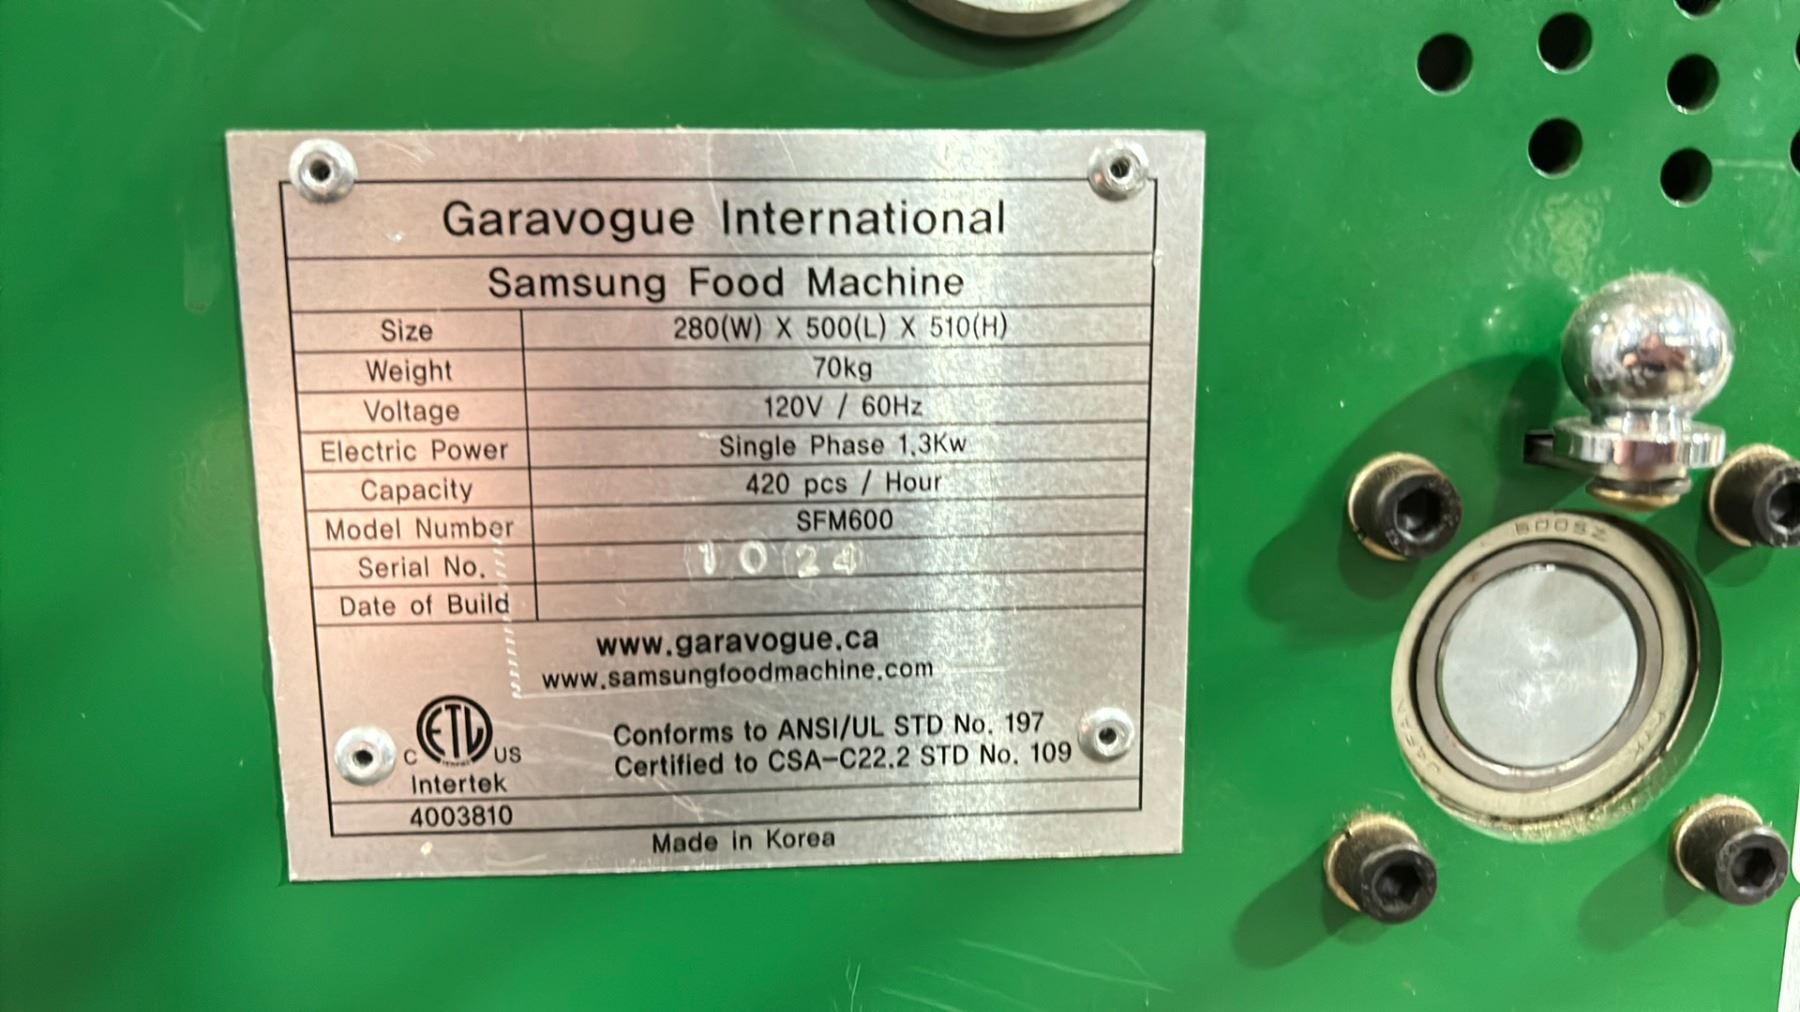 Garavogue International
Samsung Food Machine
Size 280(W) X 500(L) X 510(H)
Weight 70kg
Voltage 120V / 60Hz
Electric Power Single Phase 1.3Kw
Capacity 420 pcs / Hour
Model Number SFM600
Serial No. 1024
Date of Build
www.garavogue.ca
www.samsungfoodmachine.com
C ETL US
Intertek
4003810
Conforms to ANSI/UL STD No. 197
Certified to CSA-C22.2 STD No. 109
Made in Korea
JAPAN